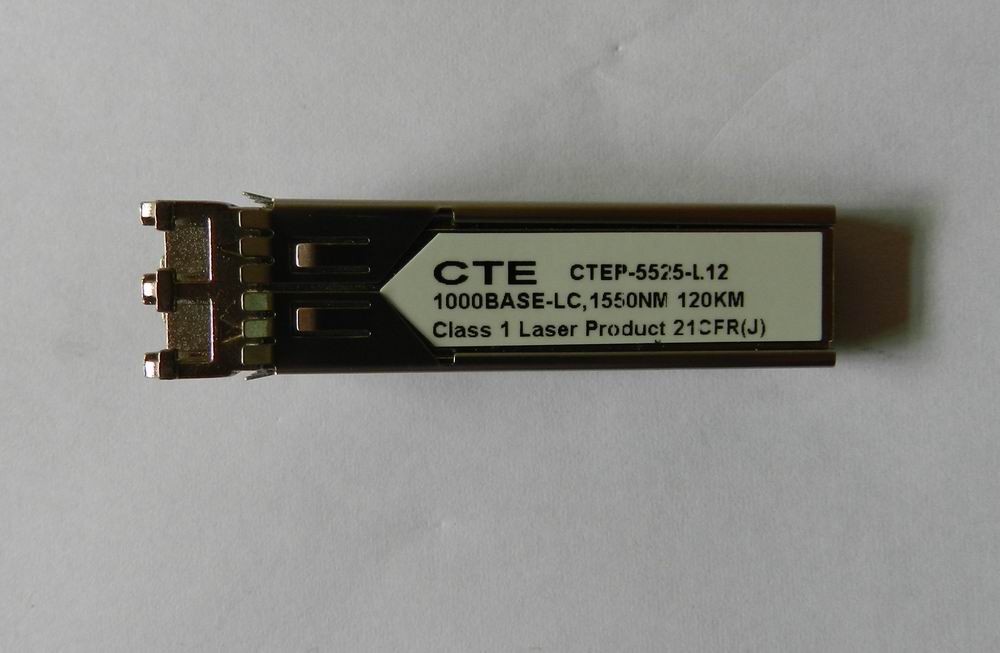 CTE CTEP-5525-L12
1000BASE-LC,1550NM 120KM
Class 1 Laser Product 21CFR(J)